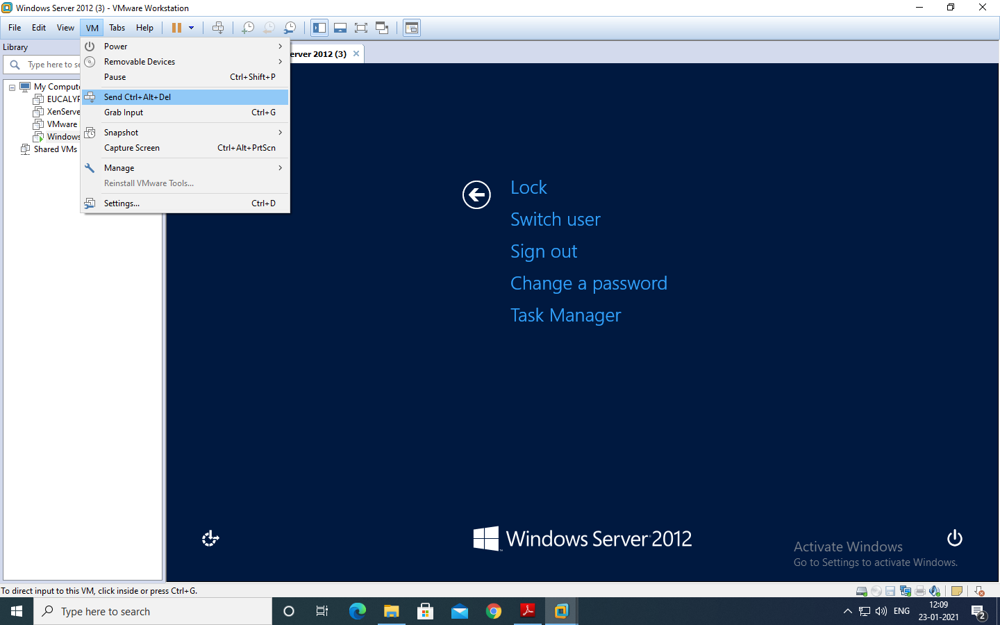 Windows Server 2012 (3) - VMware Workstation
File Edit View VM Tabs Help
Library
Type here to se
erver 2012 (3)
Power
Removable Devices
Pause Ctrl+Shift+P
Send Ctrl+Alt+Del
Grab Input Ctrl+G
Snapshot
Capture Screen Ctrl+Alt+PrtScn
Manage
Reinstall VMware Tools...
Settings... Ctrl+D
My Compute
EUCALYP
XenServe
VMware
Windows
Shared VMs
Lock
Switch user
Sign out
Change a password
Task Manager
Windows Server 2012
Activate Windows
Go to Settings to activate Windows.
To direct input to this VM, click inside or press Ctrl+G.
Type here to search
ENG
12:09
23-01-2021
2